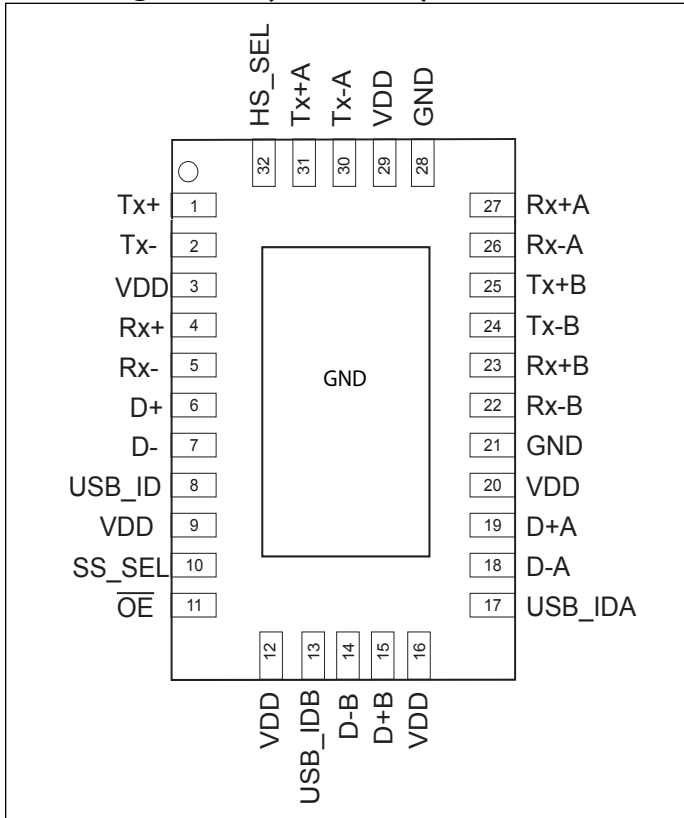 HS_SEL
Tx+A
Tx-A
VDD
GND
32
31
30
29
28
Tx+ 1
Tx- 2
VDD 3
Rx+ 4
Rx- 5
D+ 6
D- 7
USB_ID 8
VDD 9
SS_SEL 10
OE 11
GND
27 Rx+A
26 Rx-A
25 Tx+B
24 Tx-B
23 Rx+B
22 Rx-B
21 GND
20 VDD
19 D+A
18 D-A
17 USB_IDA
12
13
14
15
16
VDD
USB_IDB
D-B
D+B
VDD